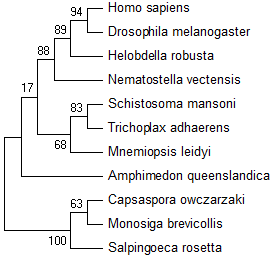 94 Homo sapiens
89 Drosophila melanogaster
88 Helobdella robusta
Nematostella vectensis
17 83 Schistosoma mansoni
Trichoplax adhaerens
68 Mnemiopsis leidyi
Amphimedon queenslandica
63 Capsaspora owczarzaki
Monosiga brevicollis
100 Salpingoeca rosetta